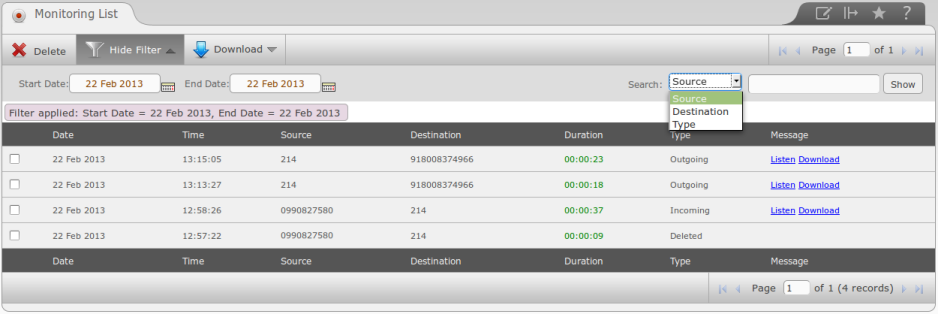 Monitoring List
?
Delete Hide Filter Download Page 1 of 1
Start Date: 22 Feb 2013 End Date: 22 Feb 2013 Search: Source Show
Source
Destination
Type
Filter applied: Start Date = 22 Feb 2013, End Date = 22 Feb 2013
Date Time Source Destination Duration Type Message
22 Feb 2013 13:15:05 214 918008374966 00:00:23 Outgoing Listen Download
22 Feb 2013 13:13:27 214 918008374966 00:00:18 Outgoing Listen Download
22 Feb 2013 12:58:26 0990827580 214 00:00:37 Incoming Listen Download
22 Feb 2013 12:57:22 0990827580 214 00:00:09 Deleted
Date Time Source Destination Duration Type Message
Page 1 of 1 (4 records)